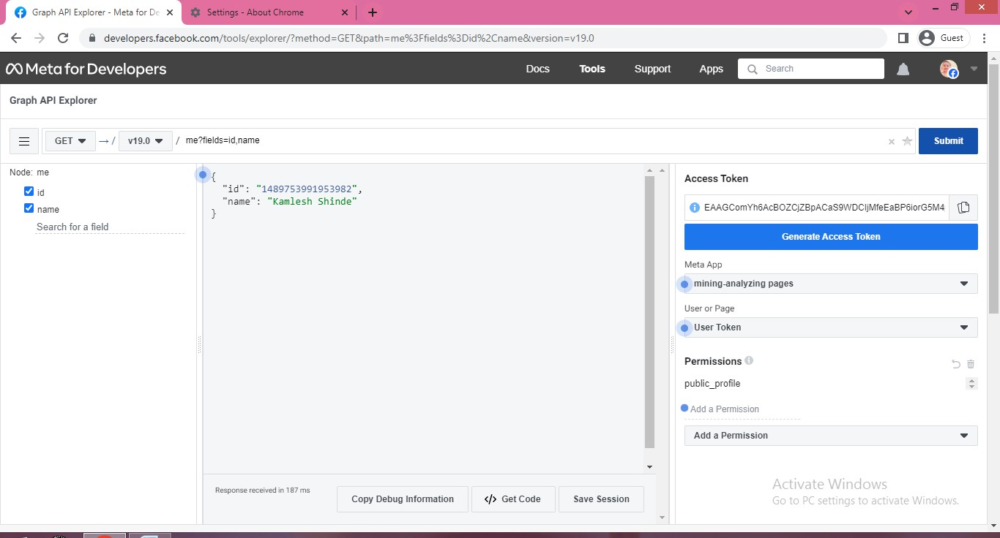 Graph API Explorer - Meta for De
Settings - About Chrome
developers.facebook.com/tools/explorer/?method=GET&path=me%3Ffields%3Did%2Cname&version=v19.0
Guest
Meta for Developers
Docs
Tools
Support
Apps
Search
Graph API Explorer
GET
→ /
v19.0
/ me?fields=id,name
Submit
Node: me
id
name
Search for a field
{
"id": "1489753991953982",
"name": "Kamlesh Shinde"
}
Response received in 187 ms
Copy Debug Information
</> Get Code
Save Session
Access Token
EAAGComYh6AcBOZCjZBpACaS9WDCIjMfeEaBP6iorG5M4
Generate Access Token
Meta App
mining-analyzing pages
User or Page
User Token
Permissions
public_profile
Add a Permission
Add a Permission
Activate Windows
Go to PC settings to activate Windows.